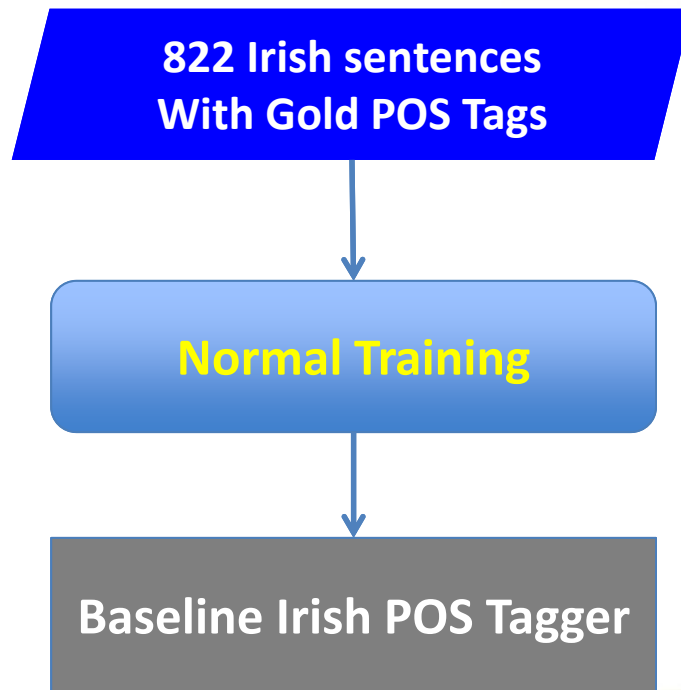 822 Irish sentences
With Gold POS Tags
Normal Training
Baseline Irish POS Tagger